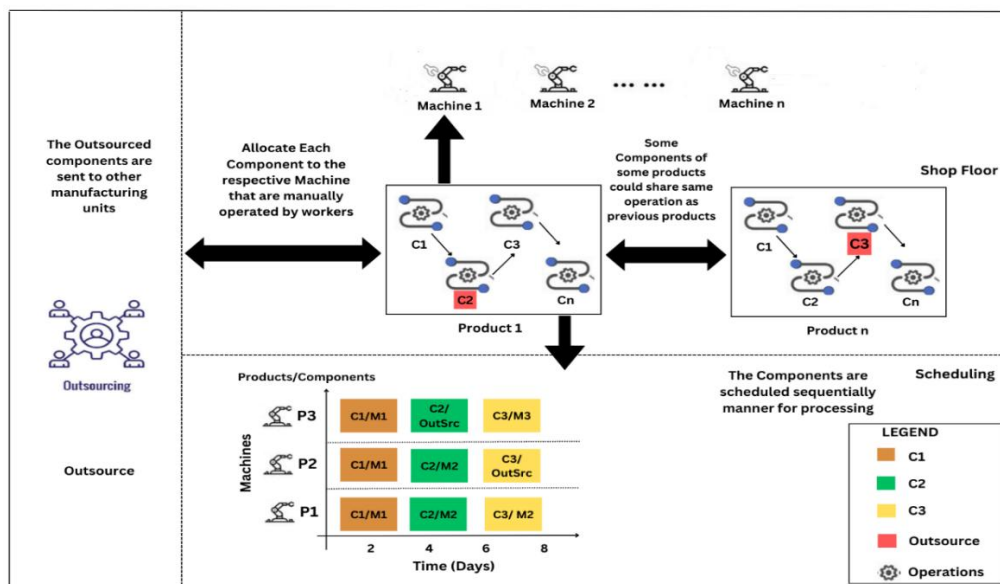 Machine 1
Machine 2
... ...
Machine n
The Outsourced
components are
sent to other
manufacturing
units
Allocate Each
Component to the
respective Machine
that are manually
operated by workers
Some
Components of
some products
could share same
operation as
previous products
Shop Floor
C1
C3
C2
Cn
Product 1
C1
C3
C2
Cn
Product n
Outsourcing
Outsource
Products/Components
The Components are
scheduled sequentially
manner for processing
Scheduling
Machines
P3
C1/M1
C2/
OutSrc
C3/M3
P2
C1/M1
C2/M2
C3/
OutSrc
P1
C1/M1
C2/M2
C3/ M2
2
4
6
8
Time (Days)
LEGEND
C1
C2
C3
Outsource
Operations